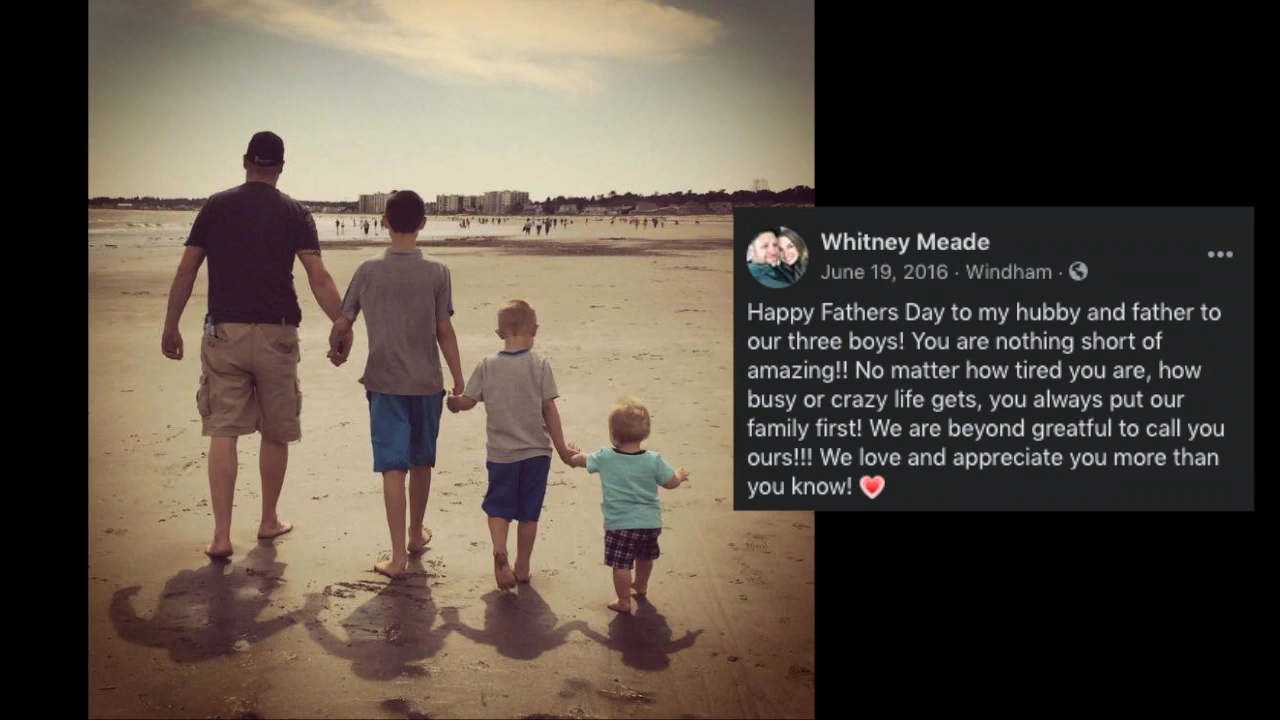 Whitney Meade
June 19, 2016 · Windham ·
Happy Fathers Day to my hubby and father to
our three boys! You are nothing short of
amazing!! No matter how tired you are, how
busy or crazy life gets, you always put our
family first! We are beyond greatful to call you
ours!!! We love and appreciate you more than
you know! ❤️